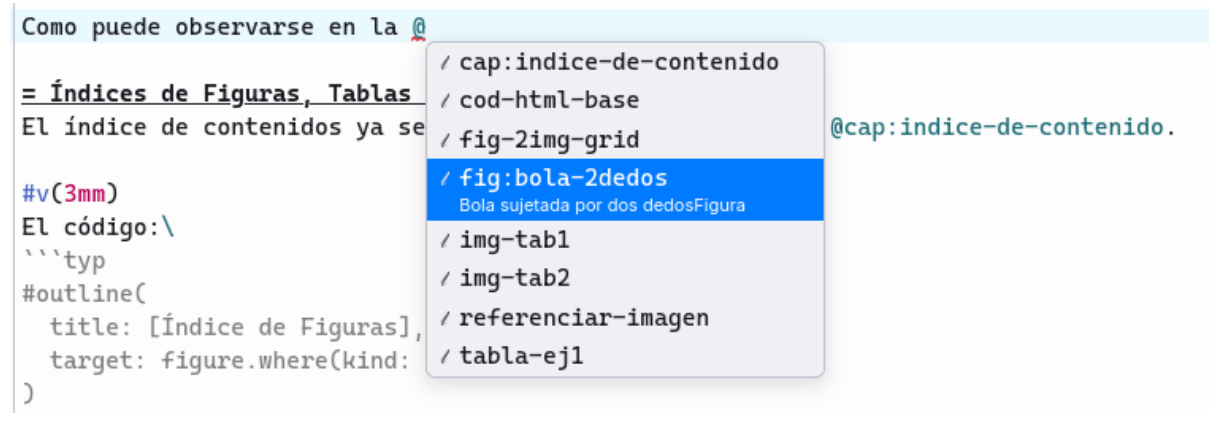 Como puede observarse en la @
cap:indice-de-contenido
= Índices de Figuras, Tablas
cod-html-base
El índice de contenidos ya se
@cap:indice-de-contenido.
fig-2img-grid
fig:bola-2dedos
Bola sujetada por dos dedosFigura
#v(3mm)
El código:\
img-tab1
```typ
img-tab2
#outline(
referenciar-imagen
title: [Índice de Figuras],
tabla-ej1
target: figure.where(kind:
)